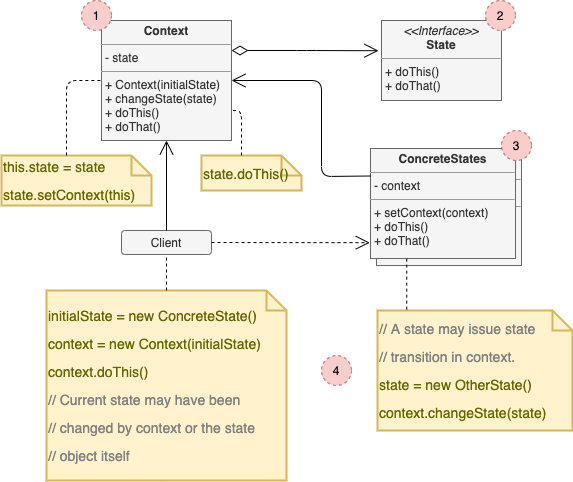 1
Context
- state
+ Context(initialState)
+ changeState(state)
+ doThis()
+ doThat()
2
<<Interface>>
State
+ doThis()
+ doThat()
this.state = state
state.setContext(this)
state.doThis()
3
ConcreteStates
- context
+ setContext(context)
+ doThis()
+ doThat()
Client
initialState = new ConcreteState()
context = new Context(initialState)
context.doThis()
// Current state may have been
// changed by context or the state
// object itself
4
// A state may issue state
// transition in context.
state = new OtherState()
context.changeState(state)